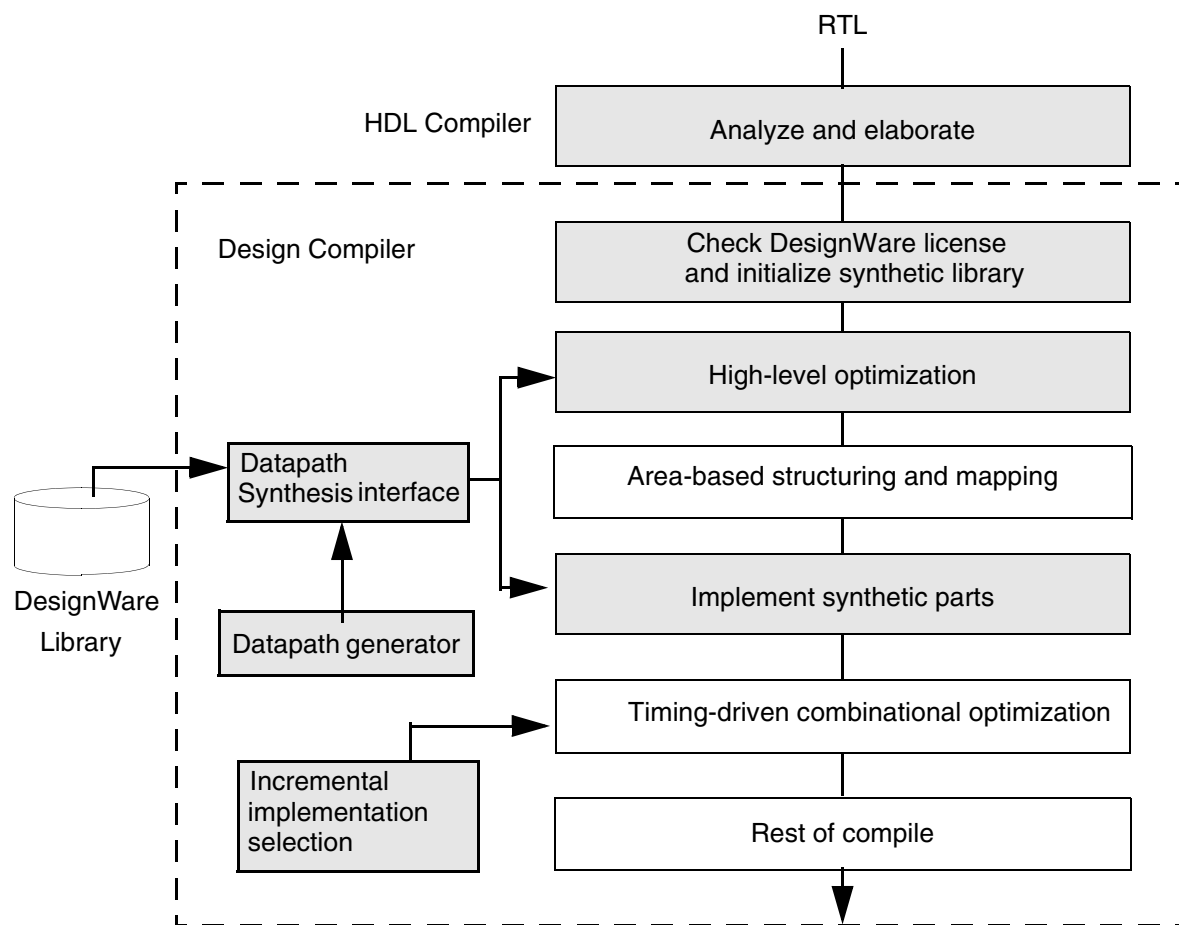 RTL
HDL Compiler
Analyze and elaborate
Design Compiler
Check DesignWare license
and initialize synthetic library
High-level optimization
Datapath
Synthesis interface
Area-based structuring and mapping
DesignWare
Library
Implement synthetic parts
Datapath generator
Timing-driven combinational optimization
Incremental
implementation
selection
Rest of compile